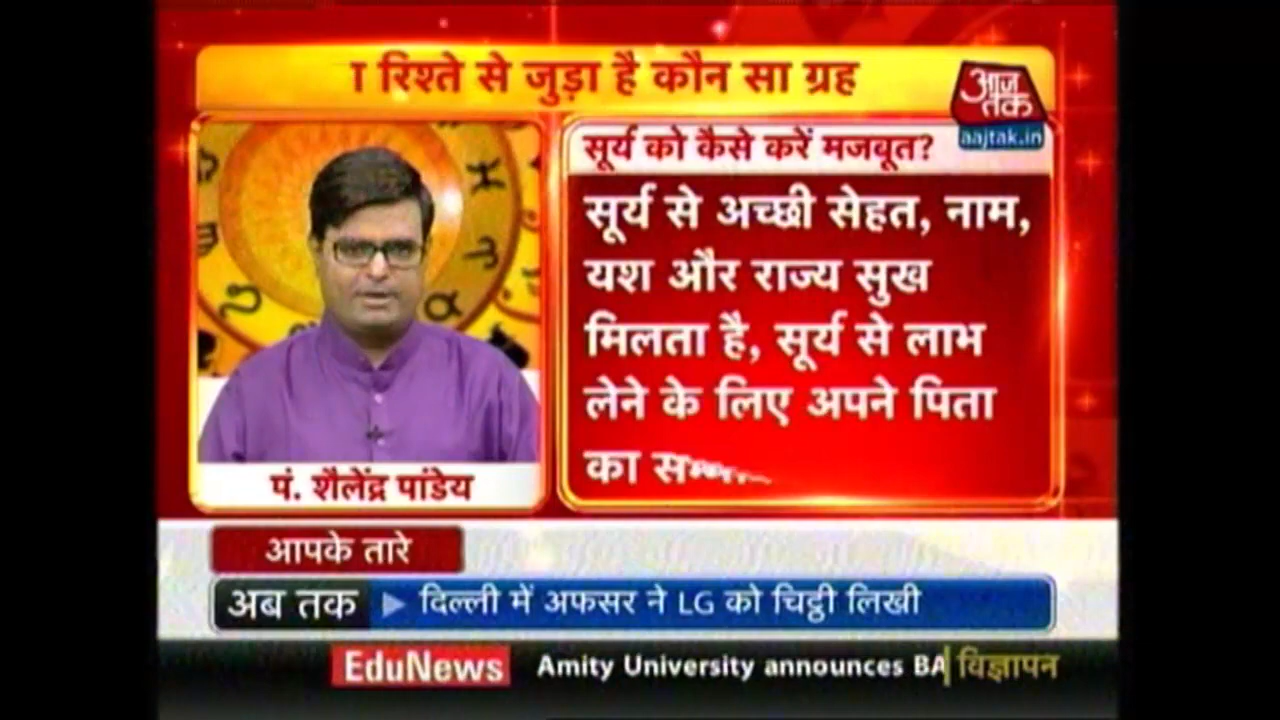 रिश्ते से जुड़ा है कौन सा ग्रह
आज
तक
aajtak.in
सूर्य को कैसे करें मजबूत?
सूर्य से अच्छी सेहत, नाम,
यश और राज्य सुख
मिलता है, सूर्य से लाभ
लेने के लिए अपने पिता
का
पं. शैलेंद्र पांडेय
आपके तारे
अब तक दिल्ली में अफसर ने LG को चिट्ठी लिखी
EduNews Amity University announces BA विज्ञापन